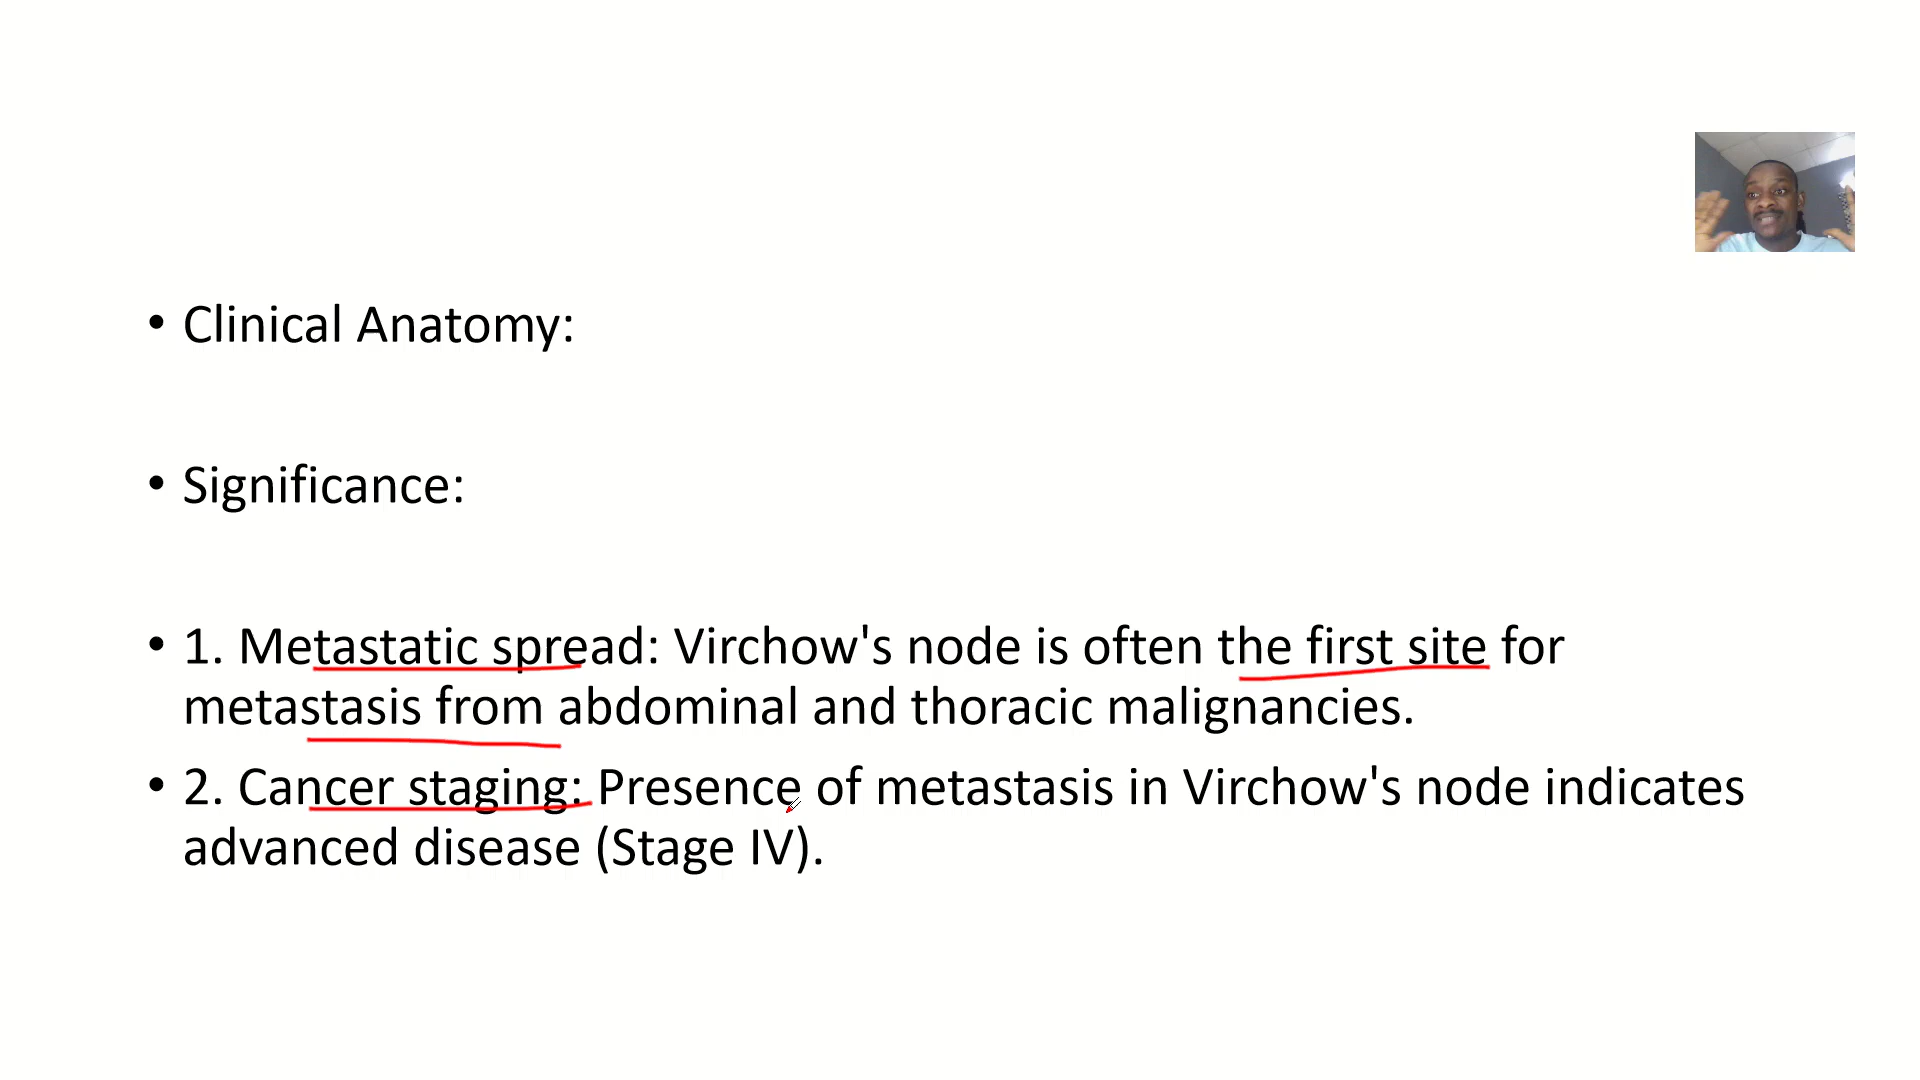 • Clinical Anatomy:
• Significance:
• 1. Metastatic spread: Virchow's node is often the first site for
metastasis from abdominal and thoracic malignancies.
• 2. Cancer staging: Presence of metastasis in Virchow's node indicates
advanced disease (Stage IV).